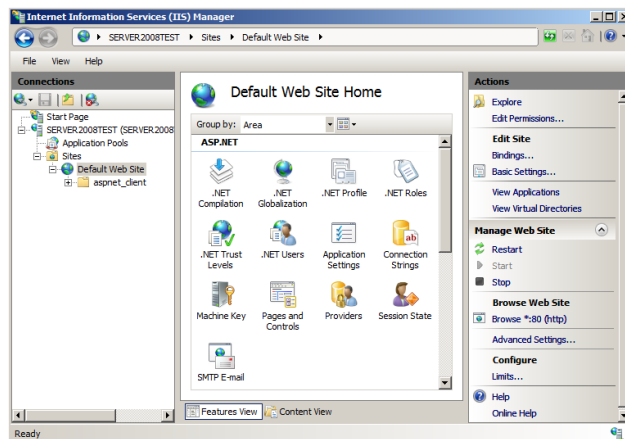 Internet Information Services (IIS) Manager
SERVER2008TEST
Sites
Default Web Site
File
View
Help
Connections
Start Page
SERVER2008TEST (SERVER2008
Application Pools
Sites
Default Web Site
aspnet_client
Default Web Site Home
Group by:
Area
ASP.NET
.NET
Compilation
.NET
Globalization
.NET Profile
.NET Roles
.NET Trust
Levels
.NET Users
Application
Settings
ab
Connection
Strings
Machine Key
Pages and
Controls
Providers
Session State
SMTP E-mail
Features View
Content View
Actions
Explore
Edit Permissions...
Edit Site
Bindings...
Basic Settings...
View Applications
View Virtual Directories
Manage Web Site
Restart
Start
Stop
Browse Web Site
Browse *:80 (http)
Advanced Settings...
Configure
Limits...
Help
Online Help
Ready